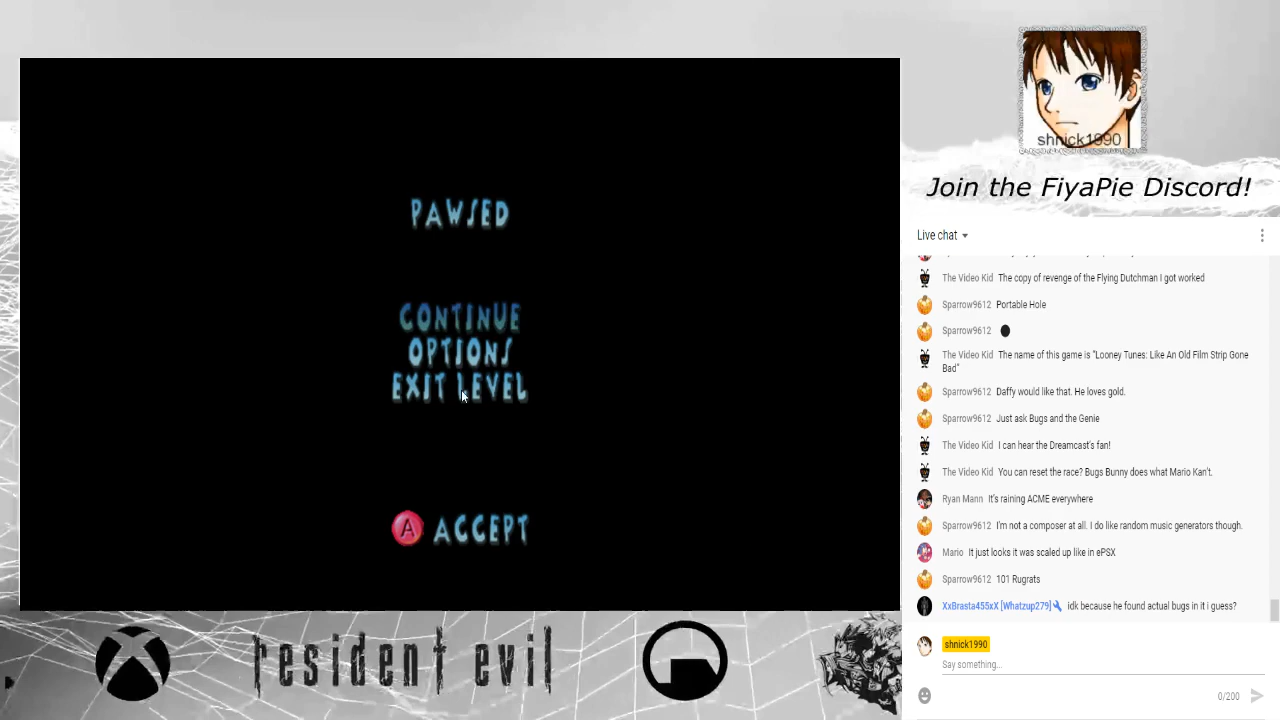 shnick1990
Join the FiyaPie Discord!
Live chat
The Video Kid The copy of revenge of the Flying Dutchman I got worked
Sparrow9612 Portable Hole
Sparrow9612
The Video Kid The name of this game is "Looney Tunes: Like An Old Film Strip Gone
Bad"
Sparrow9612 Daffy would like that. He loves gold.
Sparrow9612 Just ask Bugs and the Genie
The Video Kid I can hear the Dreamcast's fan!
The Video Kid You can reset the race? Bugs Bunny does what Mario Kan't.
Ryan Mann It's raining ACME everywhere
Sparrow9612 I'm not a composer at all. I do like random music generators though.
Mario It just looks it was scaled up like in ePSX
Sparrow9612 101 Rugrats
XxBrasta455xX [Whatzup279] idk because he found actual bugs in it i guess?
shnick1990
Say something...
0/200
PAWSED
CONTINUE
OPTIONS
EXIT LEVEL
A ACCEPT
resident evil